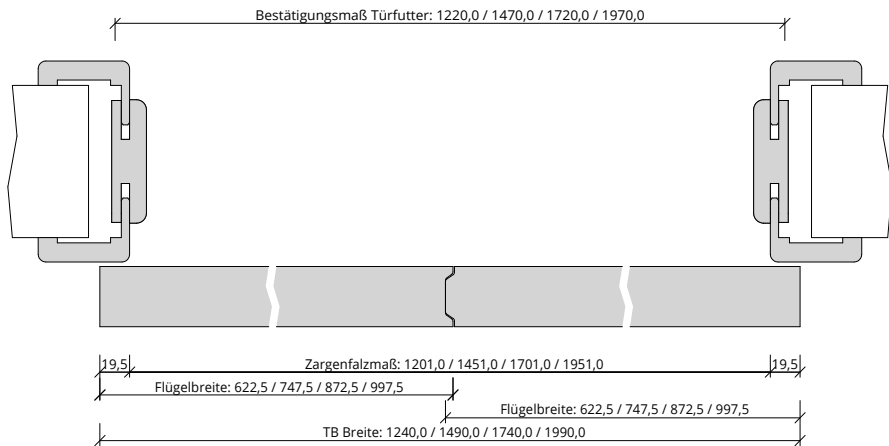 Bestätigungsmaß Türfutter: 1220,0 / 1470,0 / 1720,0 / 1970,0
19,5
Zargenfalzmaß: 1201,0 / 1451,0 / 1701,0 / 1951,0
19,5
Flügelbreite: 622,5 / 747,5 / 872,5 / 997,5
Flügelbreite: 622,5 / 747,5 / 872,5 / 997,5
TB Breite: 1240,0 / 1490,0 / 1740,0 / 1990,0